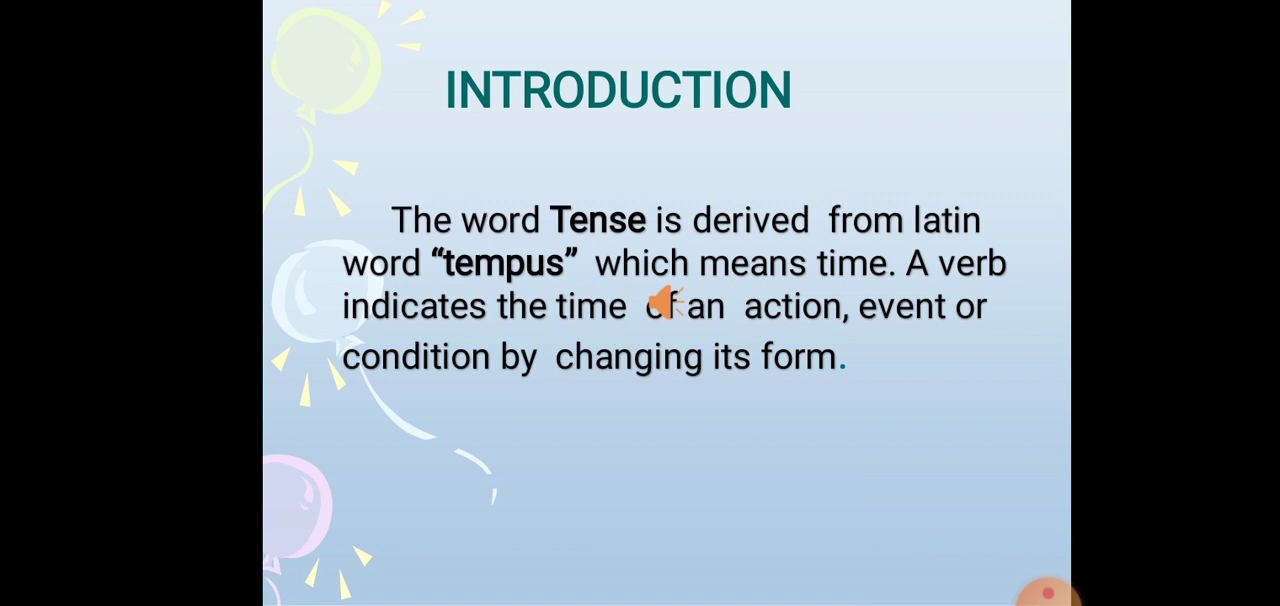 INTRODUCTION
The word Tense is derived from latin
word “tempus” which means time. A verb
indicates the time of an action, event or
condition by changing its form.